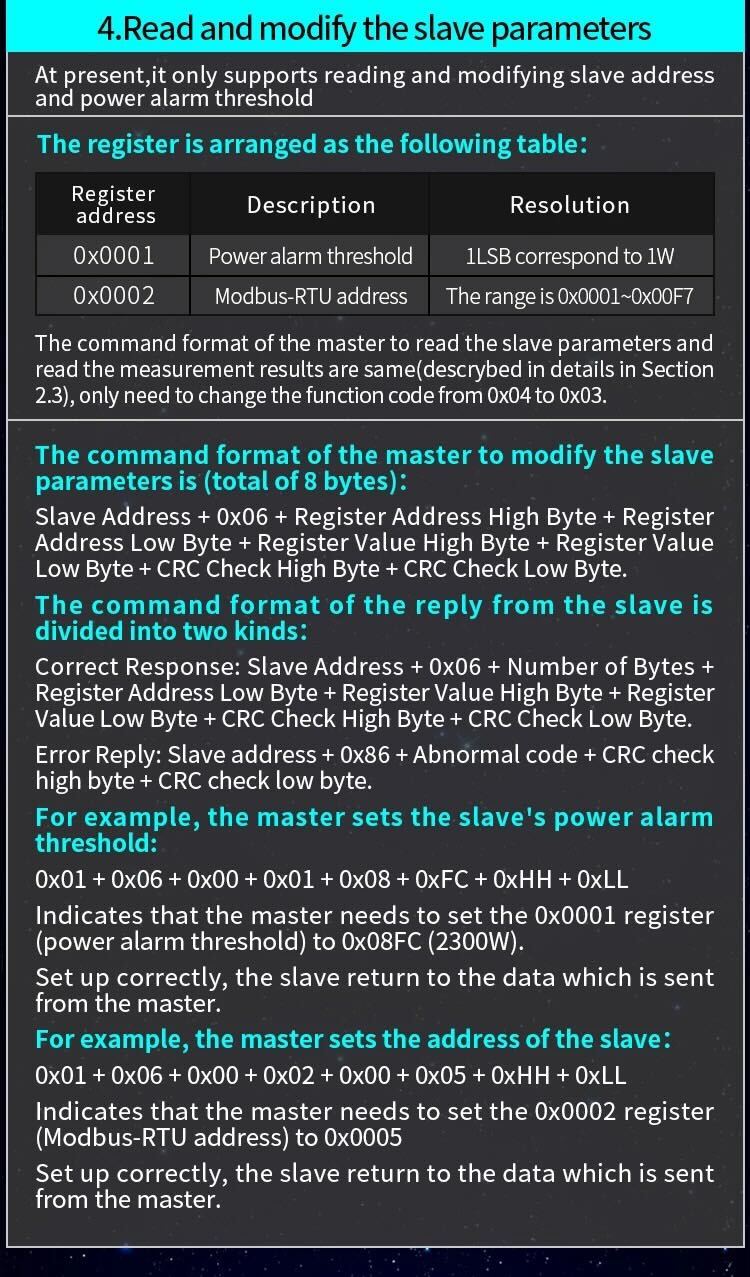 4.Read and modify the slave parameters
At present,it only supports reading and modifying slave address
and power alarm threshold
The register is arranged as the following table:
Register
address
Description
Resolution
0x0001
Power alarm threshold
1LSB correspond to 1W
0x0002
Modbus-RTU address
The range is 0x0001~0x00F7
The command format of the master to read the slave parameters and
read the measurement results are same(descrybed in details in Section
2.3), only need to change the function code from 0x04 to 0x03.
The command format of the master to modify the slave
parameters is (total of 8 bytes):
Slave Address + 0x06 + Register Address High Byte + Register
Address Low Byte + Register Value High Byte + Register Value
Low Byte + CRC Check High Byte + CRC Check Low Byte.
The command format of the reply from the slave is
divided into two kinds:
Correct Response: Slave Address + 0x06 + Number of Bytes +
Register Address Low Byte + Register Value High Byte + Register
Value Low Byte + CRC Check High Byte + CRC Check Low Byte.
Error Reply: Slave address + 0x86 + Abnormal code + CRC check
high byte + CRC check low byte.
For example, the master sets the slave's power alarm
threshold:
0x01 + 0x06 + 0x00 + 0x01 + 0x08 + 0xFC + 0xHH + 0xLL
Indicates that the master needs to set the 0x0001 register
(power alarm threshold) to 0x08FC (2300W).
Set up correctly, the slave return to the data which is sent
from the master.
For example, the master sets the address of the slave:
0x01 + 0x06 + 0x00 + 0x02 + 0x00 + 0x05 + 0xHH + 0xLL
Indicates that the master needs to set the 0x0002 register
(Modbus-RTU address) to 0x0005
Set up correctly, the slave return to the data which is sent
from the master.